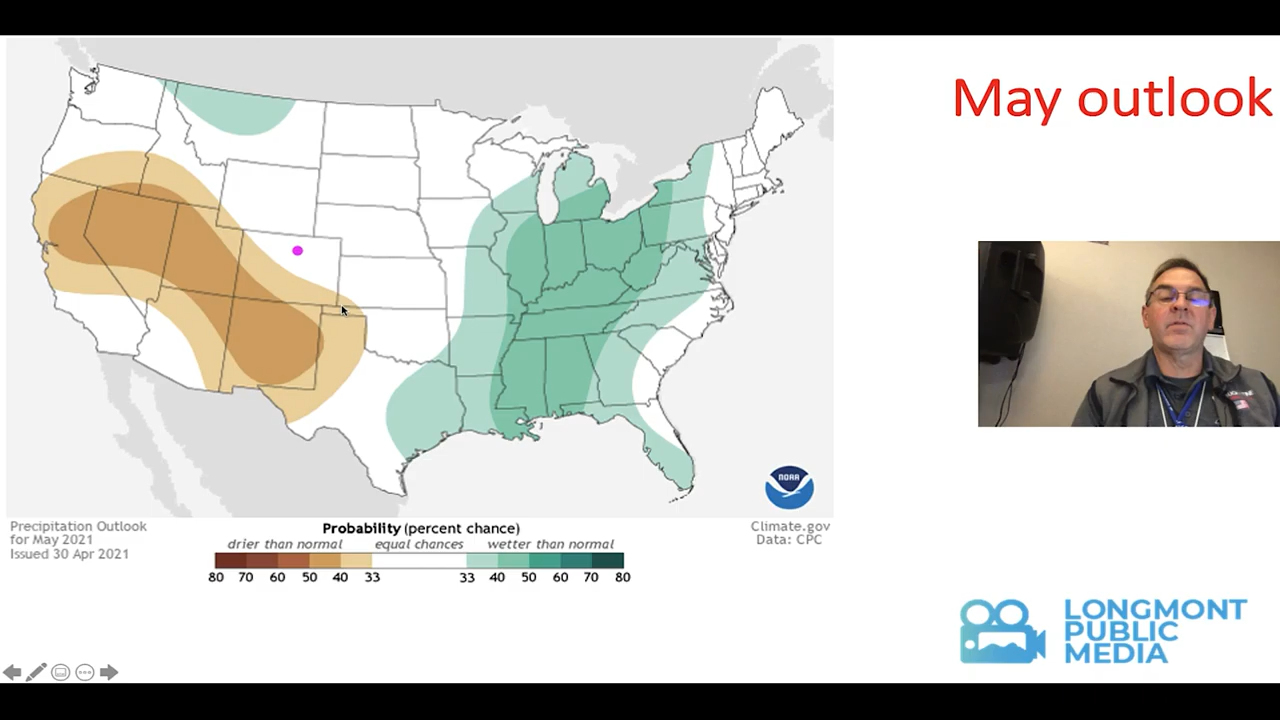 May outlook
NOAA
Precipitation Outlook
for May 2021
Issued 30 Apr 2021
Probability (percent chance)
drier than normal equal chances wetter than normal
80 70 60 50 40 33 33 40 50 60 70 80
Climate.gov
Data: CPC
LONGMONT
PUBLIC
MEDIA